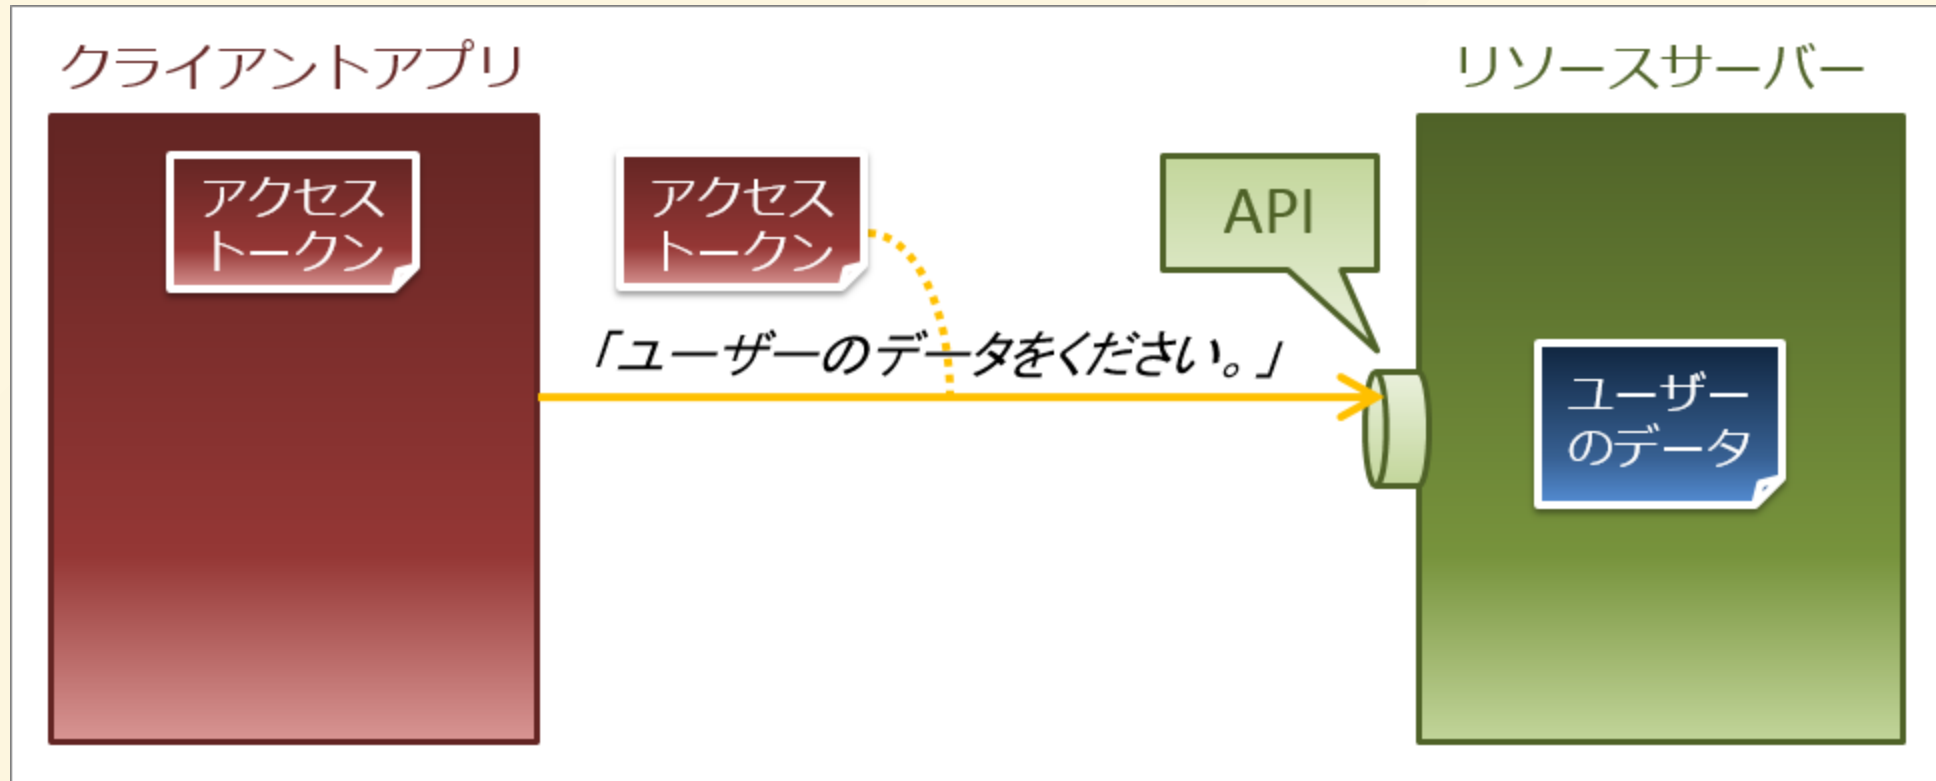 クライアントアプリ
リソースサーバー
アクセス
トークン
アクセス
トークン
API
「ユーザーのデータをください。」
ユーザー
のデータ